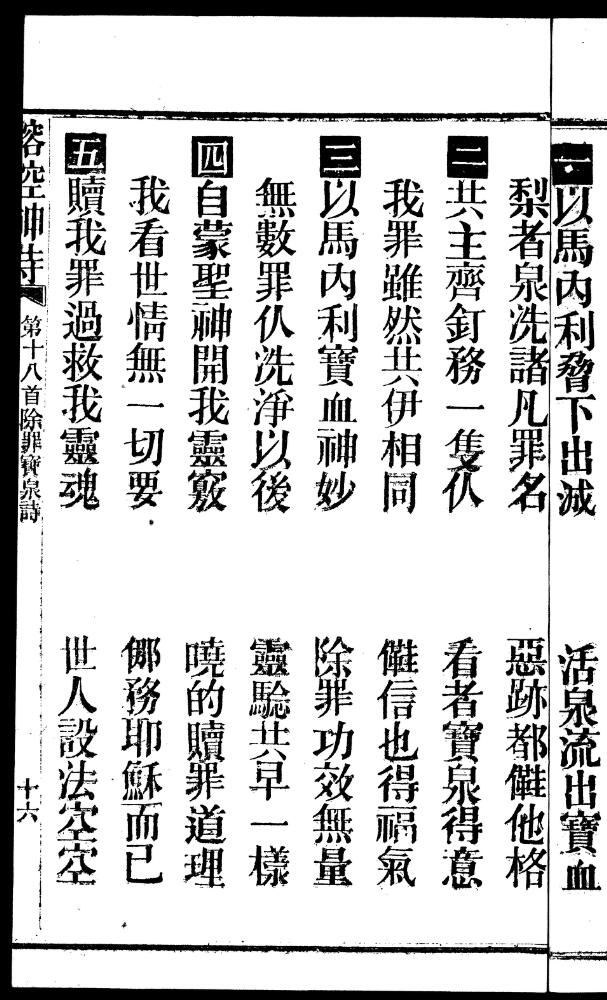 一 以馬內利脅下出滅 活泉流出寶血
梨者泉冼諸凡罪名 惡跡都儺他格
二 共主齊釘務一隻仈 看者寶泉得意
我罪雖然共伊相同 儺信也得福氣
三 以馬內利寶血神妙 除罪功效無量
無數罪仈冼淨以後 靈驗共早一樣
四 自蒙聖神開我靈竅 曉的贖罪道理
我看世情無一切要 㑚務耶穌而已
五 贖我罪過救我靈魂 世人設法空空
榕空神詩 第十八首除罪寶泉詩 十六